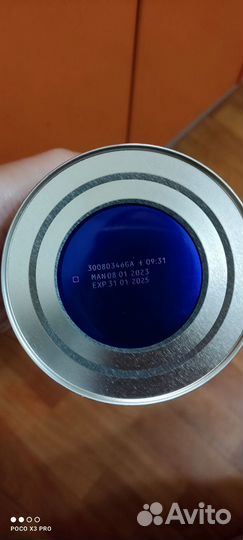 30080346GA + 09:31
MAN 08 01 2023
EXP 31 01 2025
POCO X3 PRO
Avito